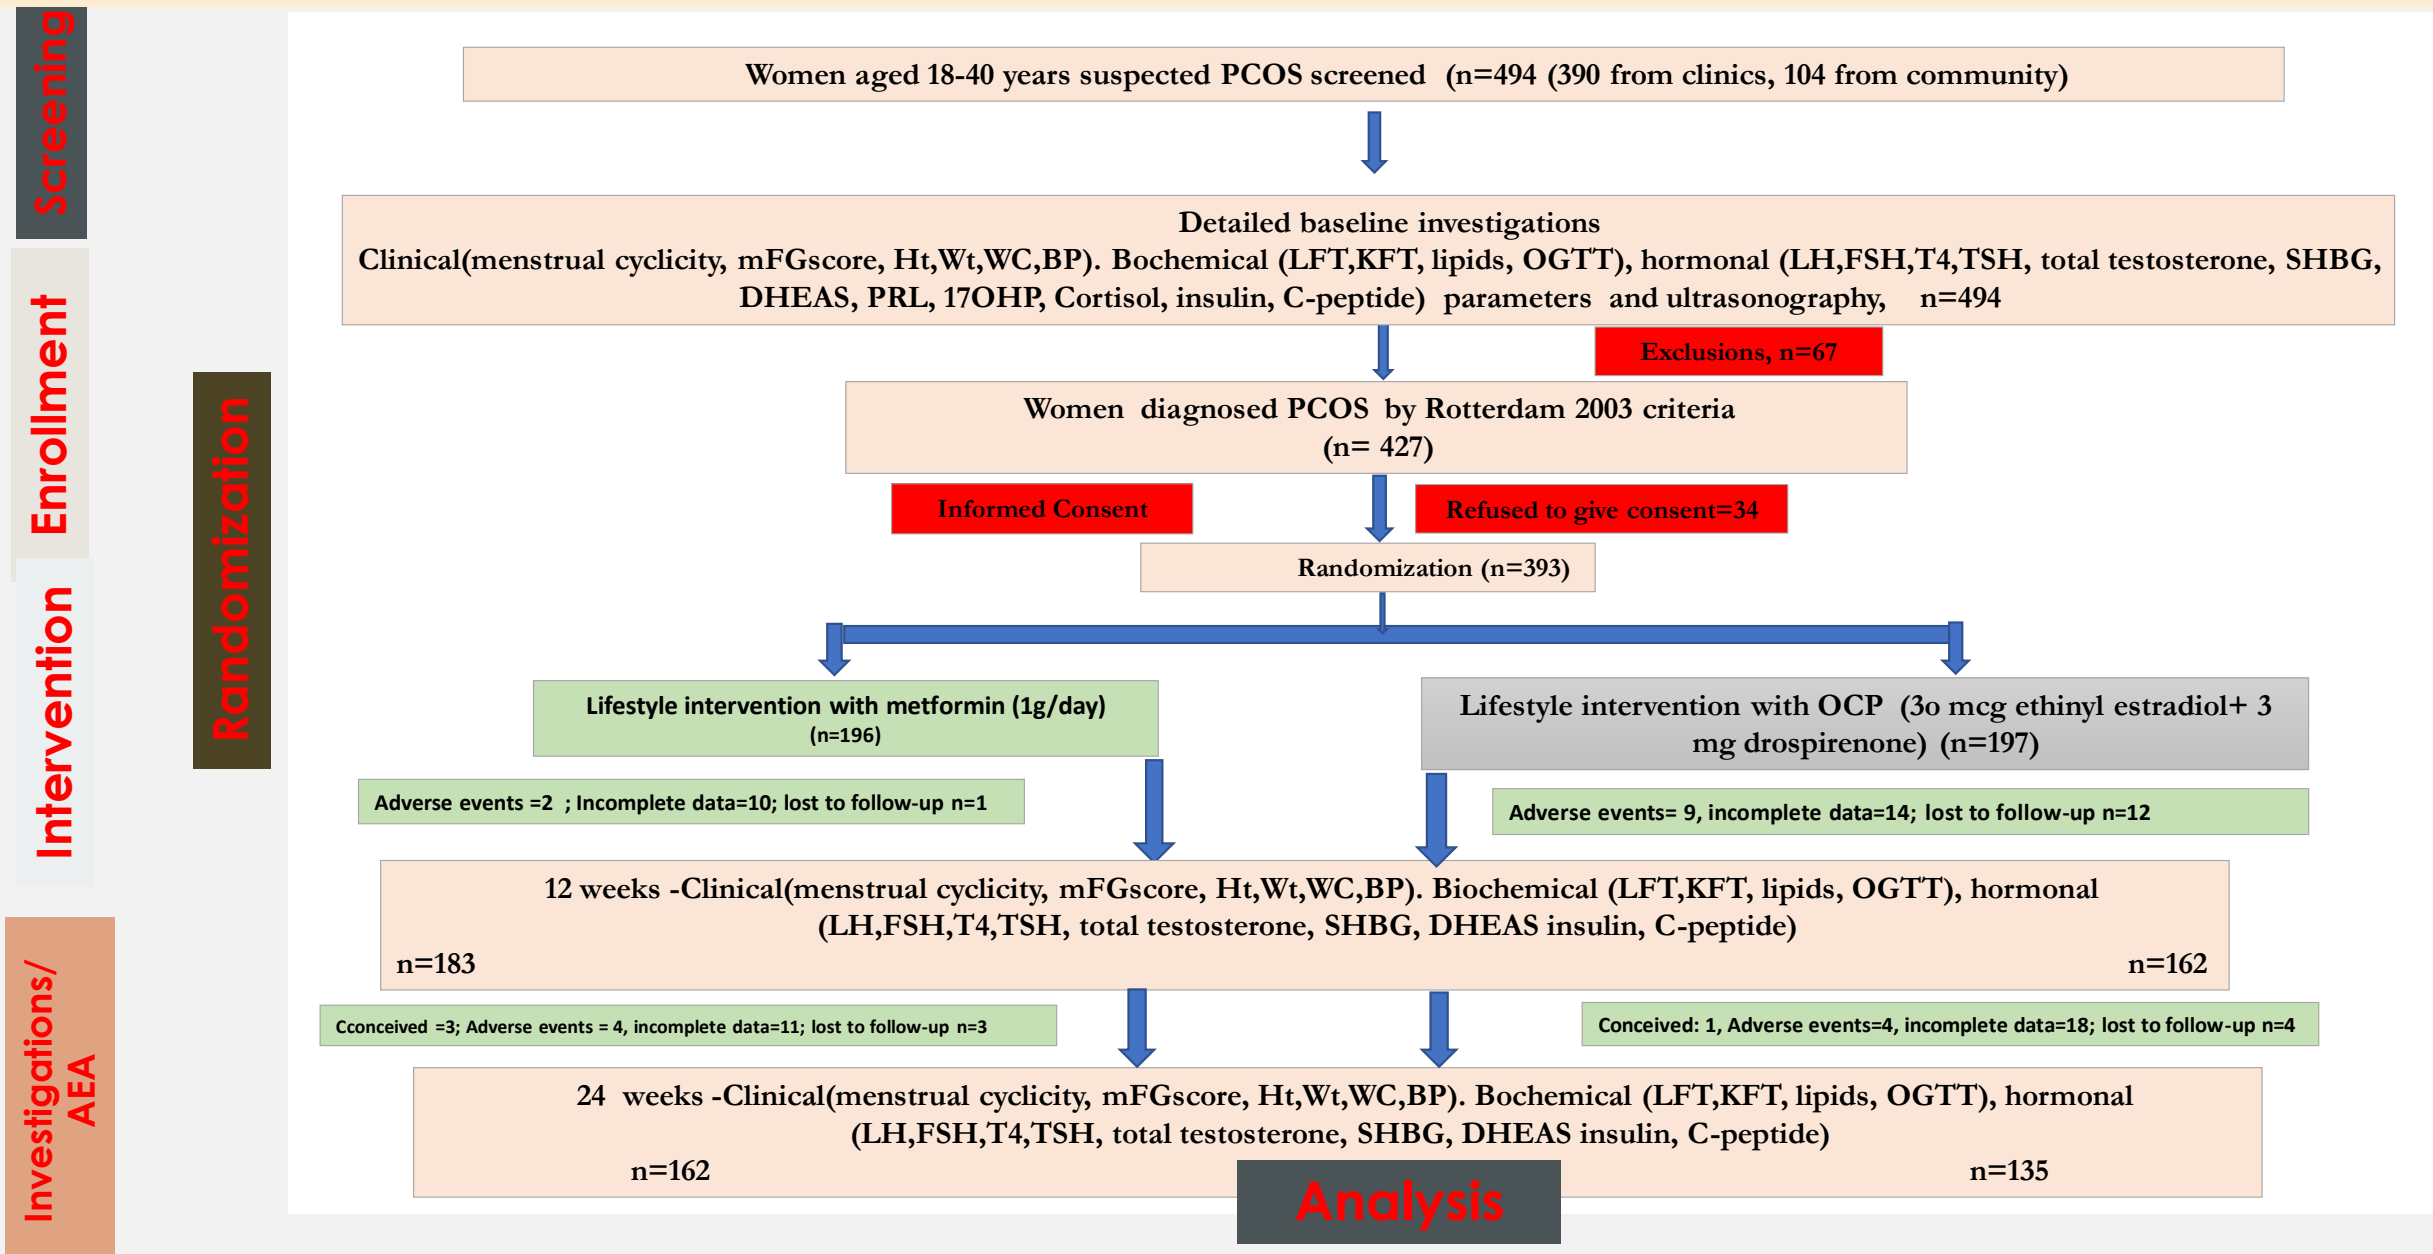 Screening
Women aged 18-40 years suspected PCOS screened (n=494 (390 from clinics, 104 from community)
Detailed baseline investigations
Clinical(menstrual cyclicity, mFGscore, Ht,Wt,WC,BP). Bochemical (LFT,KFT, lipids, OGTT), hormonal (LH,FSH,T4,TSH, total testosterone, SHBG,
DHEAS, PRL, 17OHP, Cortisol, insulin, C-peptide) parameters and ultrasonography, n=494
Enrollment
Exclusions, n=67
Women diagnosed PCOS by Rotterdam 2003 criteria
(n= 427)
Randomization
Informed Consent
Refused to give consent=34
Randomization (n=393)
Intervention
Lifestyle intervention with metformin (1g/day)
(n=196)
Lifestyle intervention with OCP (3o mcg ethinyl estradiol+ 3
mg drospirenone) (n=197)
Adverse events =2 ; Incomplete data=10; lost to follow-up n=1
Adverse events= 9, incomplete data=14; lost to follow-up n=12
12 weeks -Clinical(menstrual cyclicity, mFGscore, Ht,Wt,WC,BP). Biochemical (LFT,KFT, lipids, OGTT), hormonal
(LH,FSH,T4,TSH, total testosterone, SHBG, DHEAS insulin, C-peptide)
n=183
n=162
Investigations/
AEA
Cconceived =3; Adverse events = 4, incomplete data=11; lost to follow-up n=3
Conceived: 1, Adverse events=4, incomplete data=18; lost to follow-up n=4
24 weeks -Clinical(menstrual cyclicity, mFGscore, Ht,Wt,WC,BP). Bochemical (LFT,KFT, lipids, OGTT), hormonal
(LH,FSH,T4,TSH, total testosterone, SHBG, DHEAS insulin, C-peptide)
n=162
n=135
Analysis